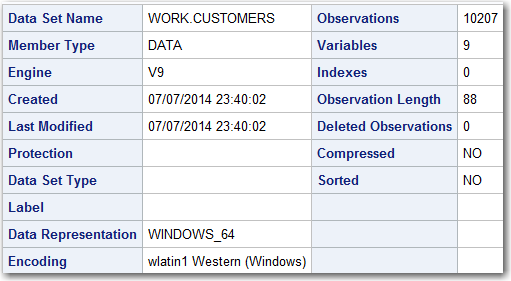 Data Set Name WORK.CUSTOMERS Observations 10207
Member Type DATA Variables 9
Engine V9 Indexes 0
Created 07/07/2014 23:40:02 Observation Length 88
Last Modified 07/07/2014 23:40:02 Deleted Observations 0
Protection Compressed NO
Data Set Type Sorted NO
Label
Data Representation WINDOWS_64
Encoding wlatin1 Western (Windows)